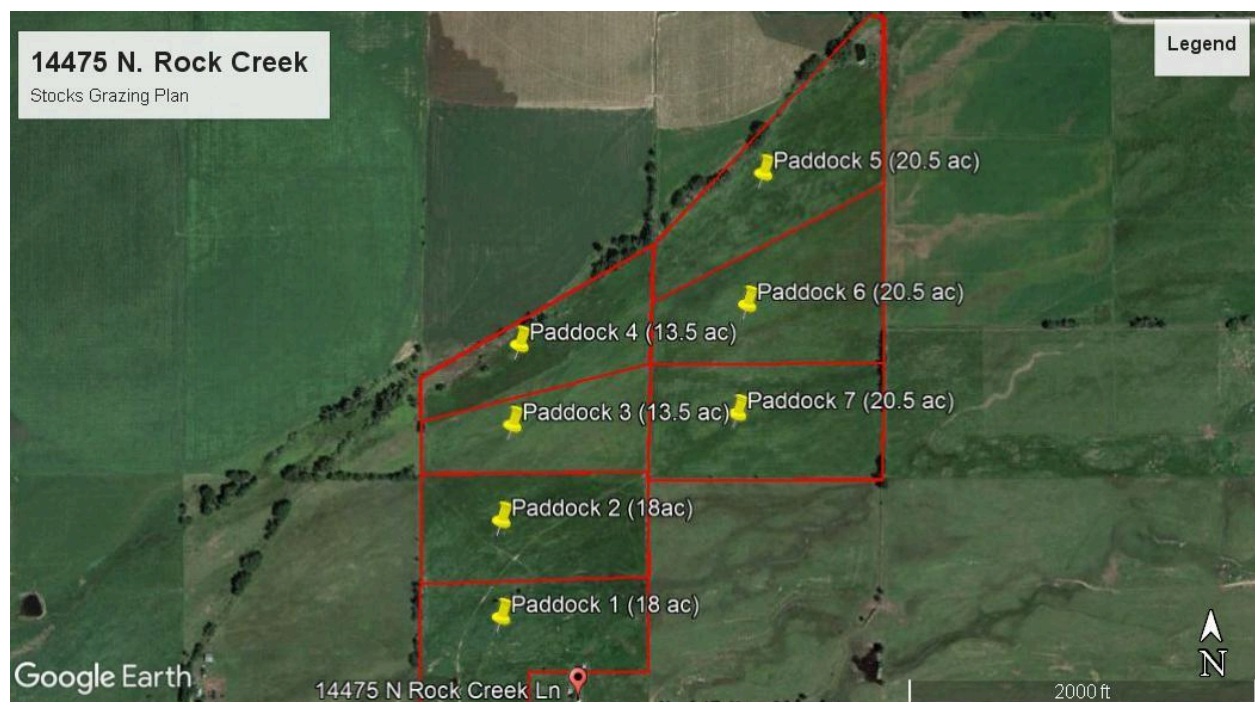 14475 N. Rock Creek
Stocks Grazing Plan
Legend
Paddock 5 (20.5 ac)
Paddock 6 (20.5 ac)
Paddock 4 (13.5 ac)
Paddock 7 (20.5 ac)
Paddock 3 (13.5 ac)
Paddock 2 (18ac)
Paddock 1 (18 ac)
N
Google Earth
14475 N Rock Creek Ln
2000 ft